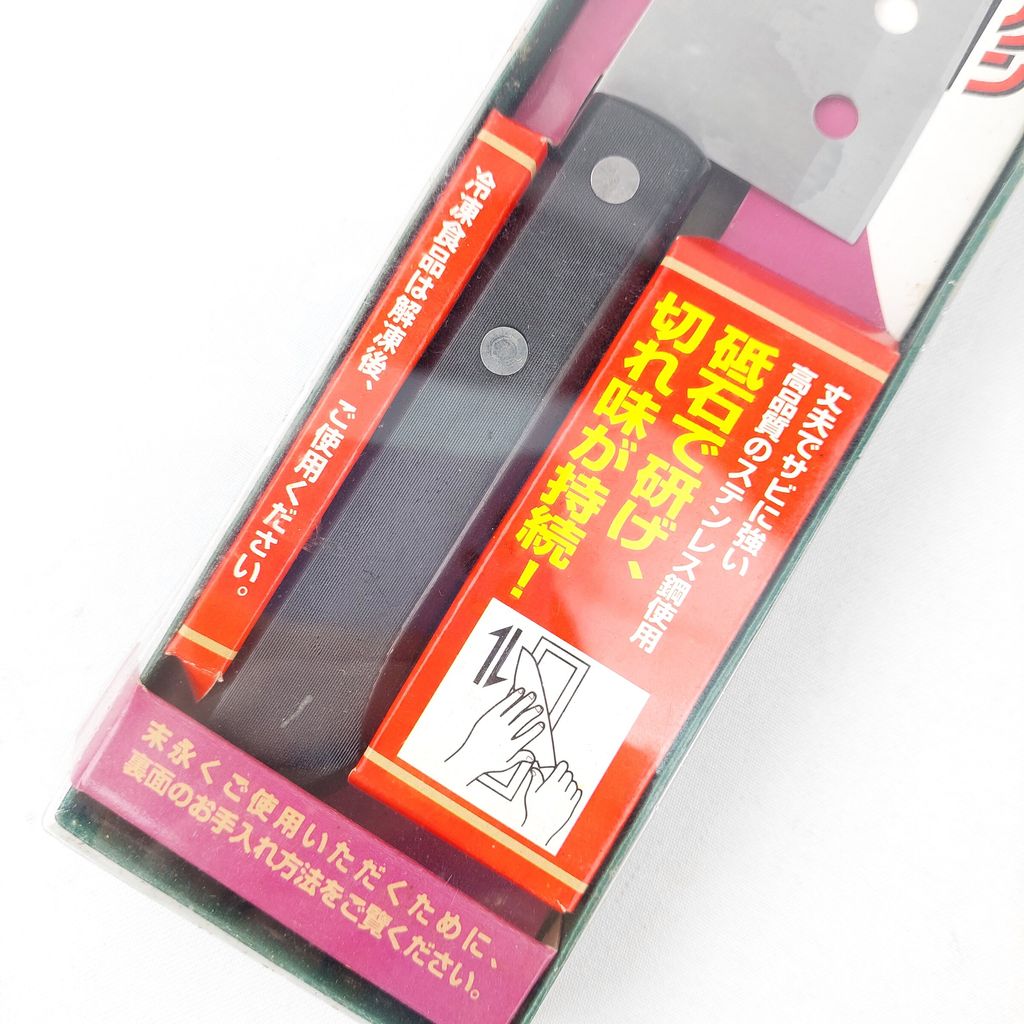 冷凍食品は解凍後、ご使用ください。
丈夫でサビに強い
高品質のステンレス鋼使用
砥石で研げ、
切れ味が持続!
末永くご使用いただくために、
裏面のお手入れ方法をご覧ください。